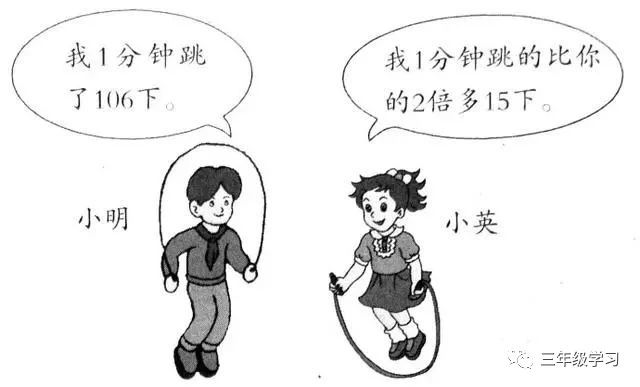 我1分钟跳
了106下。
我1分钟跳的比你
的2倍多15下。
小明
小英
三年级学习